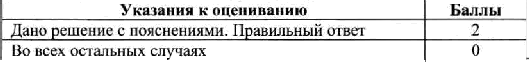 Указания к оцениванию Баллы
Дано решение с пояснениями. Правильный ответ 2
Во всех остальных случаях 0